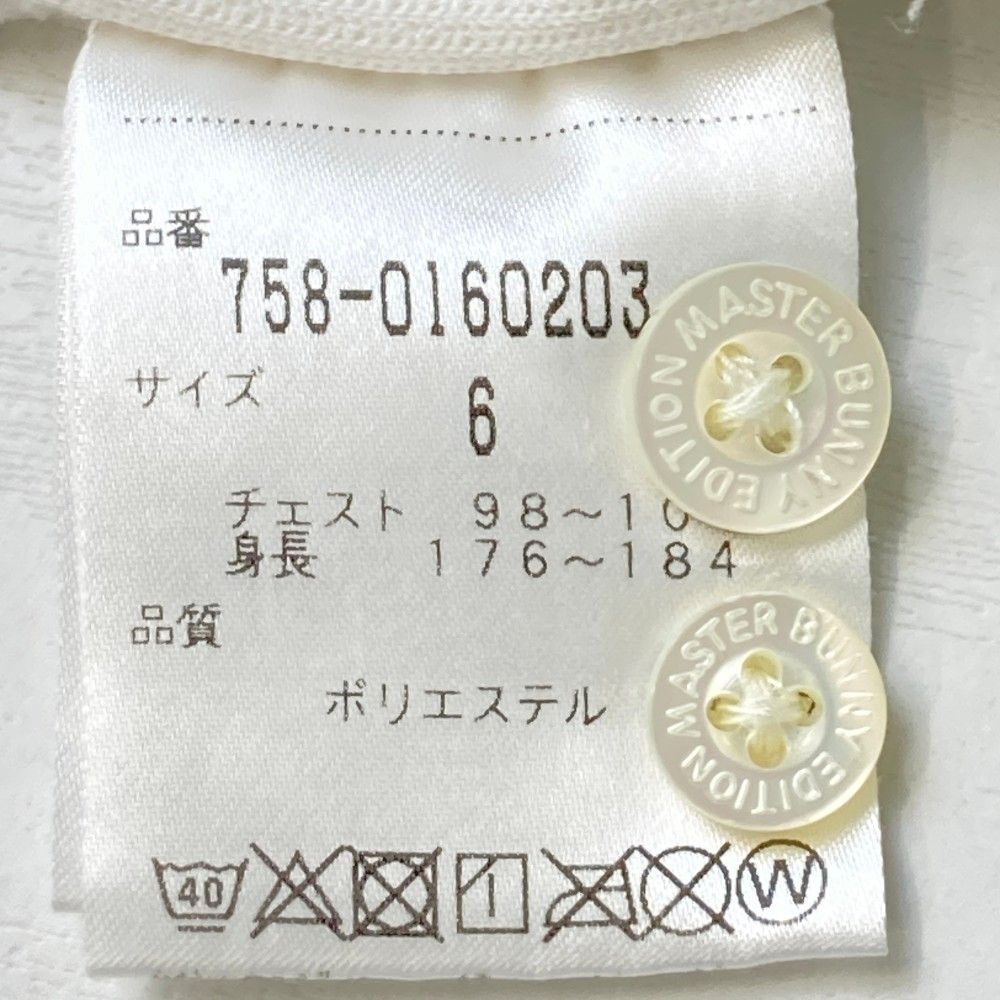 品番
758-0160203
サイズ
6
チェスト 98～1
身長 176～184
品質
ポリエステル
40
W
MASTER BUNNY EDITION
MASTER BUNNY EDITION